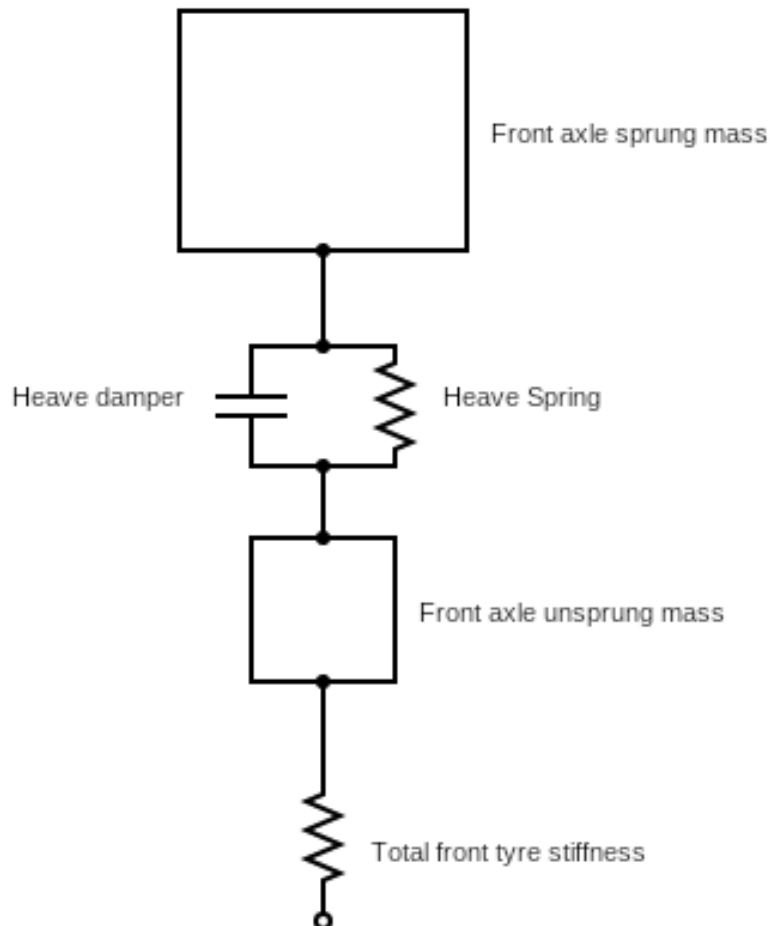 Front axle sprung mass
Heave damper
Heave Spring
Front axle unsprung mass
Total front tyre stiffness